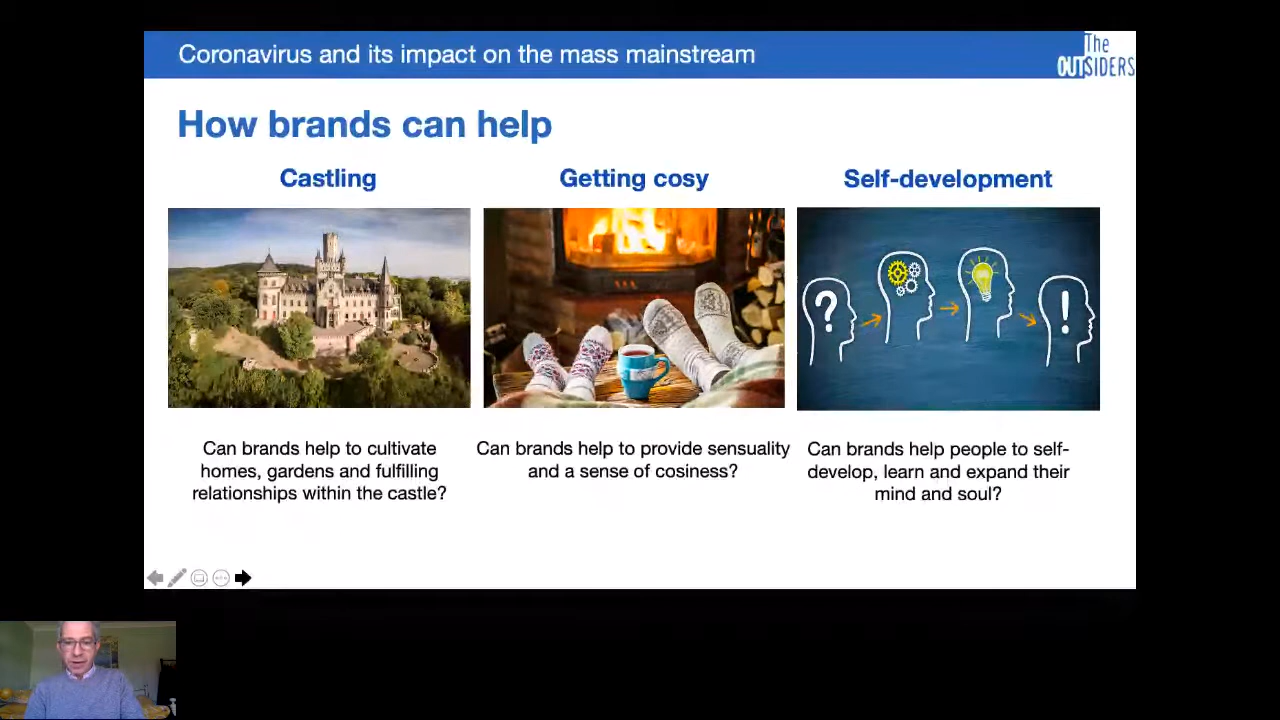 Coronavirus and its impact on the mass mainstream
The
OUTSIDERS
How brands can help
Castling
Getting cosy
Self-development
?
!
Can brands help to cultivate
homes, gardens and fulfilling
relationships within the castle?
Can brands help to provide sensuality
and a sense of cosiness?
Can brands help people to self-
develop, learn and expand their
mind and soul?